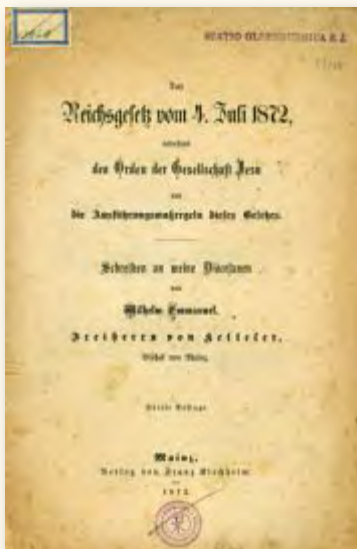 Das
Reichsgesetz vom 4. Juli 1872,
betreffend
den Orden der Gesellschaft Jesu
und
die Ausführungsmaßregeln dieses Gesetzes.
Schreiben an meine Diöcesanen
von
Wilhelm Emmanuel,
Freiherrn von Ketteler,
Bischof von Mainz.
Auflage
Mainz,
Verlag von Franz Kirchheim